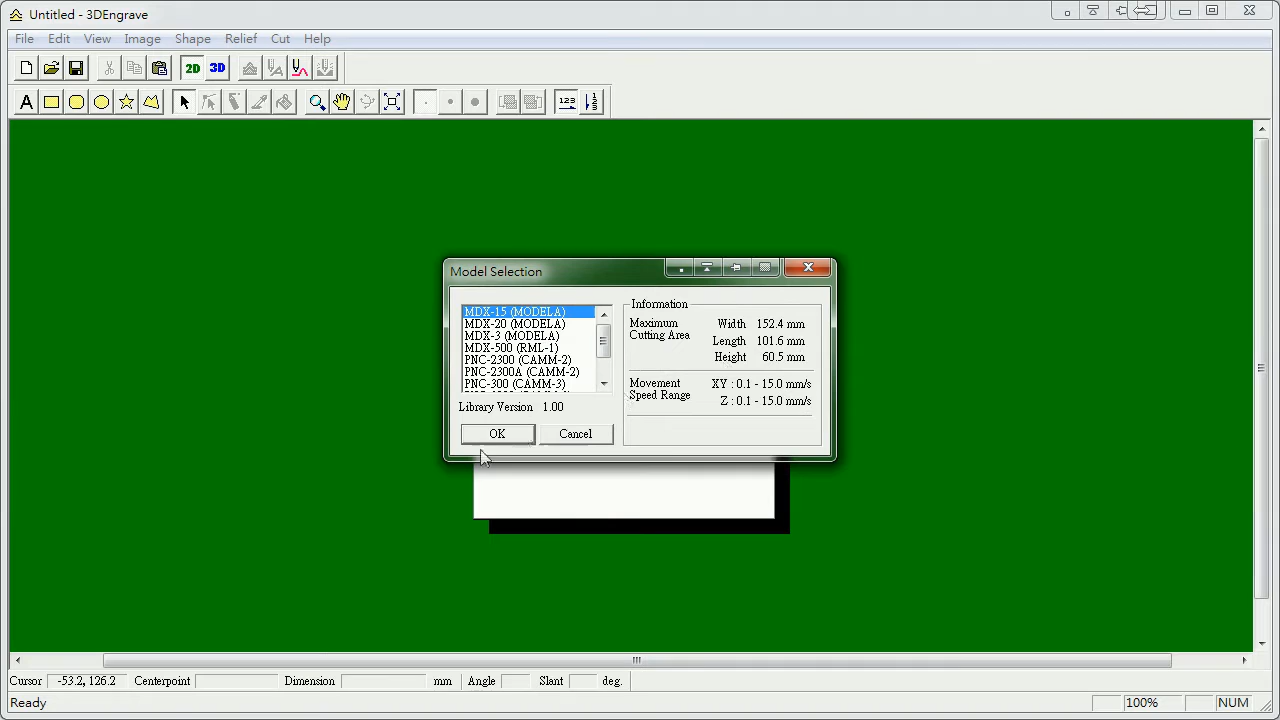 Untitled - 3DEngrave
File Edit View Image Shape Relief Cut Help
2D 3D
A 123 123
Model Selection
MDX-15 (MODELA)
MDX-20 (MODELA)
MDX-3 (MODELA)
MDX-500 (RML-1)
PNC-2300 (CAMM-2)
PNC-2300A (CAMM-2)
PNC-300 (CAMM-3)
Library Version 1.00
OK Cancel
Information
Maximum Cutting Area
Width 152.4 mm
Length 101.6 mm
Height 60.5 mm
Movement Speed Range
XY : 0.1 - 15.0 mm/s
Z : 0.1 - 15.0 mm/s
Cursor -53.2, 126.2 Centerpoint Dimension mm Angle Slant deg.
Ready 100% NUM